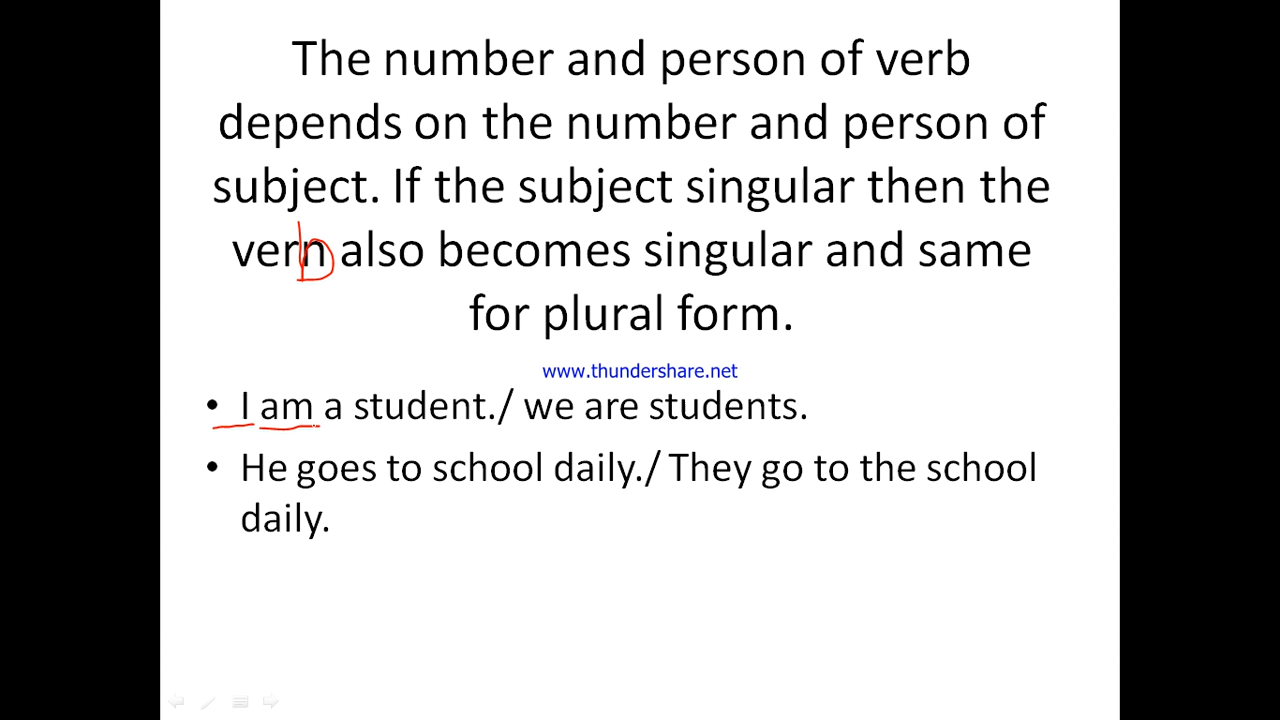 The number and person of verb
depends on the number and person of
subject. If the subject singular then the
vern also becomes singular and same
for plural form.
www.thundershare.net
• I am a student./ we are students.
• He goes to school daily./ They go to the school
daily.